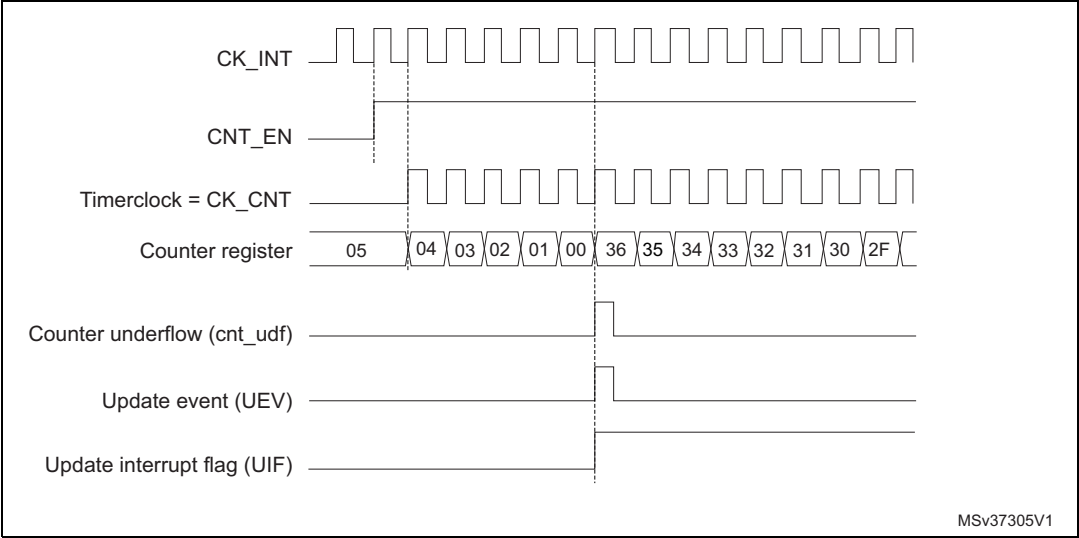 CK_INT
CNT_EN
Timerclock = CK_CNT
Counter register 05 04 03 02 01 00 36 35 34 33 32 31 30 2F
Counter underflow (cnt_udf)
Update event (UEV)
Update interrupt flag (UIF)
MSv37305V1